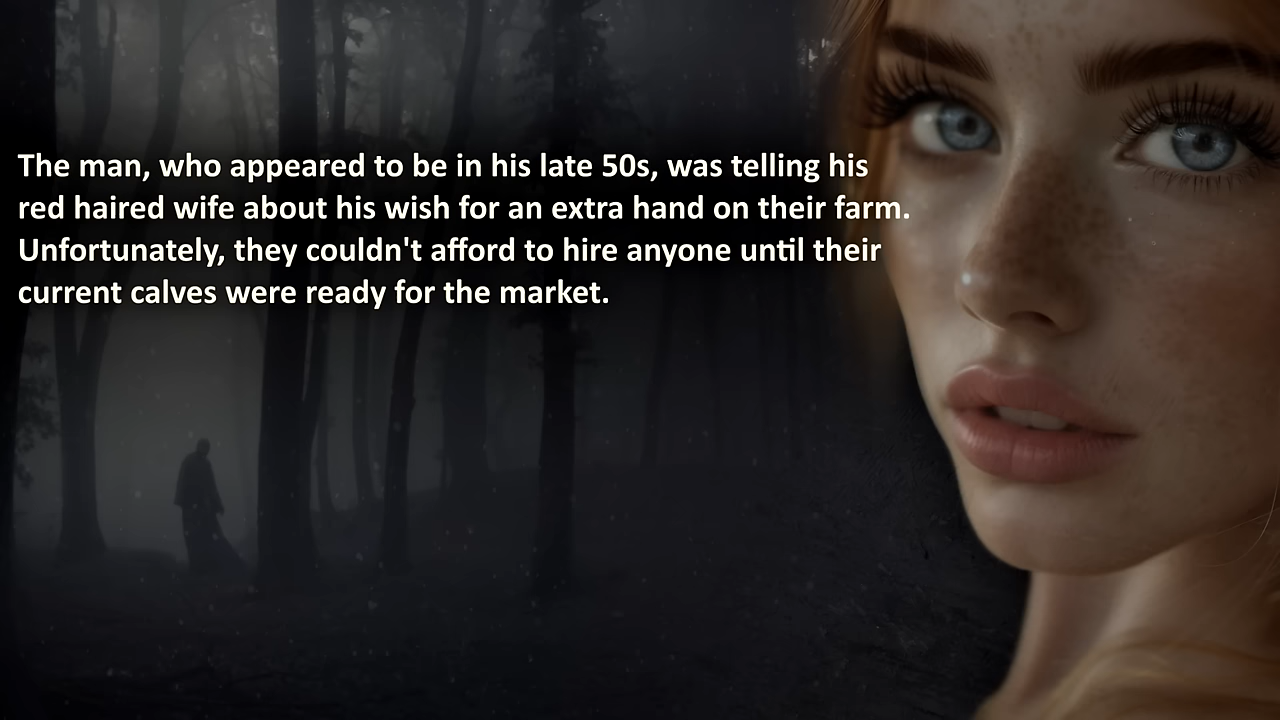 The man, who appeared to be in his late 50s, was telling his
red haired wife about his wish for an extra hand on their farm.
Unfortunately, they couldn't afford to hire anyone until their
current calves were ready for the market.